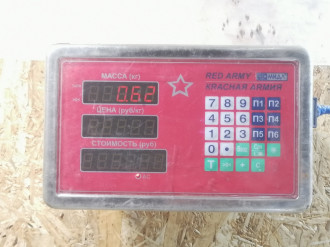 МАССА (кг)
0.62
RED ARMY
КРАСНАЯ АРМИЯ
ЦЕНА (руб/кг)
СТОИМОСТЬ (руб)
7 8 9 П1 П2
4 5 6 П3 П4
1 2 3 П5 П6
0
T